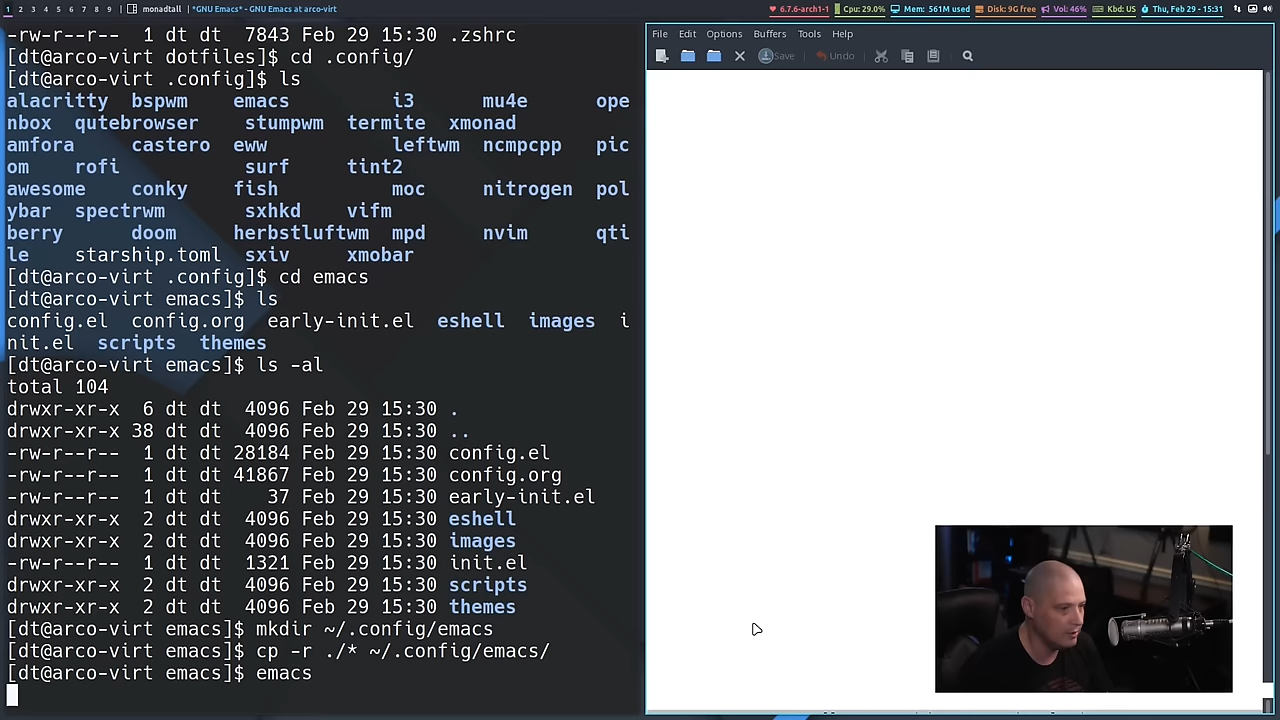 1 2 3 4 5 6 7 8 9 monadtall | *GNU Emacs* - GNU Emacs at arco-virt
6.7.6-arch1-1 Cpu: 29.0% Mem: 561M used Disk: 9G free Vol: 46% Kbd: US Thu, Feb 29 - 15:31
-rw-r--r-- 1 dt dt 7843 Feb 29 15:30 .zshrc
[dt@arco-virt dotfiles]$ cd .config/
[dt@arco-virt .config]$ ls
alacritty bspwm emacs i3 mu4e ope
nbox qutebrowser stumpwm termite xmonad
amfora castero eww leftwm ncmpcpp pic
om rofi surf tint2
awesome conky fish moc nitrogen pol
ybar spectrwm sxhkd vifm
berry doom herbstluftwm mpd nvim qti
le starship.toml sxiv xmobar
[dt@arco-virt .config]$ cd emacs
[dt@arco-virt emacs]$ ls
config.el config.org early-init.el eshell images i
nit.el scripts themes
[dt@arco-virt emacs]$ ls -al
total 104
drwxr-xr-x 6 dt dt 4096 Feb 29 15:30 .
drwxr-xr-x 38 dt dt 4096 Feb 29 15:30 ..
-rw-r--r-- 1 dt dt 28184 Feb 29 15:30 config.el
-rw-r--r-- 1 dt dt 41867 Feb 29 15:30 config.org
-rw-r--r-- 1 dt dt 37 Feb 29 15:30 early-init.el
drwxr-xr-x 2 dt dt 4096 Feb 29 15:30 eshell
drwxr-xr-x 2 dt dt 4096 Feb 29 15:30 images
-rw-r--r-- 1 dt dt 1321 Feb 29 15:30 init.el
drwxr-xr-x 2 dt dt 4096 Feb 29 15:30 scripts
drwxr-xr-x 2 dt dt 4096 Feb 29 15:30 themes
[dt@arco-virt emacs]$ mkdir ~/.config/emacs
[dt@arco-virt emacs]$ cp -r ./* ~/.config/emacs/
[dt@arco-virt emacs]$ emacs
File Edit Options Buffers Tools Help
Save Undo